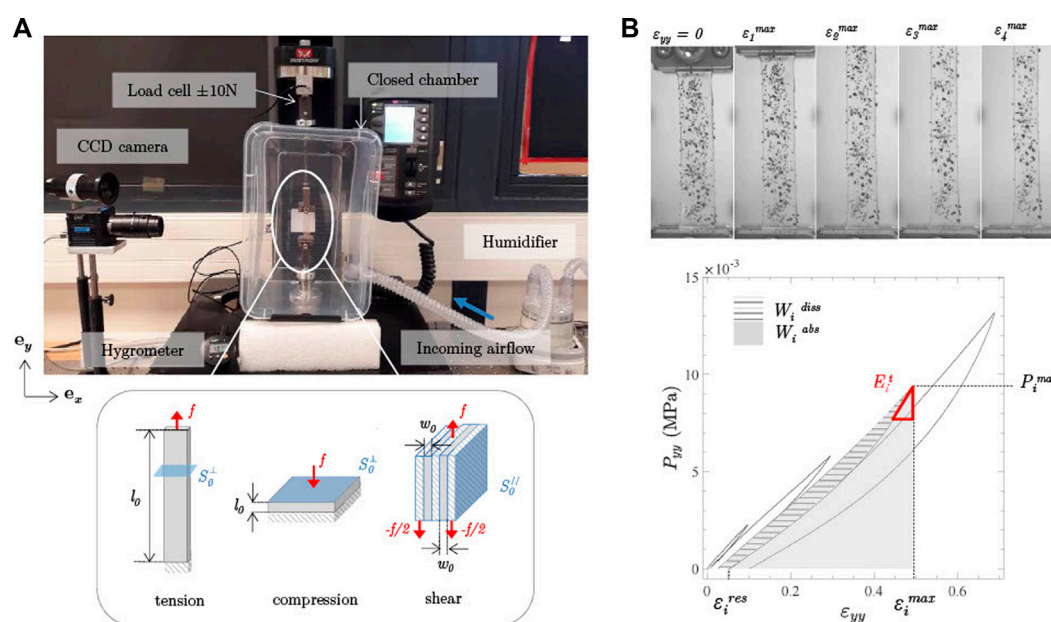 A
Load cell ±10N
Closed chamber
INSTRON
CCD camera
Humidifier
Hygrometer
Incoming airflow
e_y
e_x
f
S_0^⊥
l_0
tension
f
S_0^⊥
l_0
compression
w_0
f
S_0^//
-f/2
-f/2
w_0
shear
B
ε_yy = 0
ε_1^max
ε_2^max
ε_3^max
ε_4^max
15 ×10^-3
W_i^diss
W_i^abs
E_i^t
P_i^ma
10
P_yy (MPa)
5
0
0
0.2
0.4
0.6
ε_i^res
ε_yy
ε_i^max